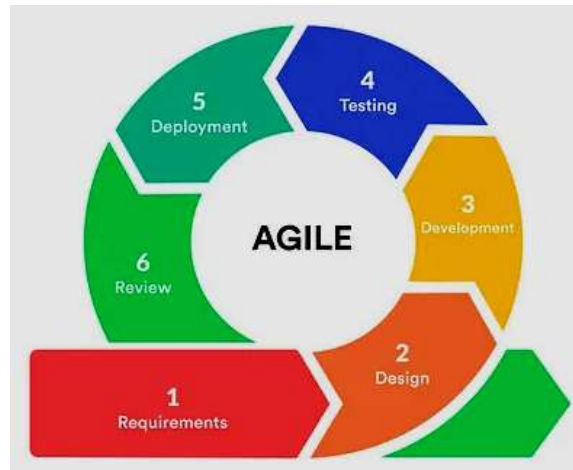 AGILE
1
Requirements
2
Design
3
Development
4
Testing
5
Deployment
6
Review